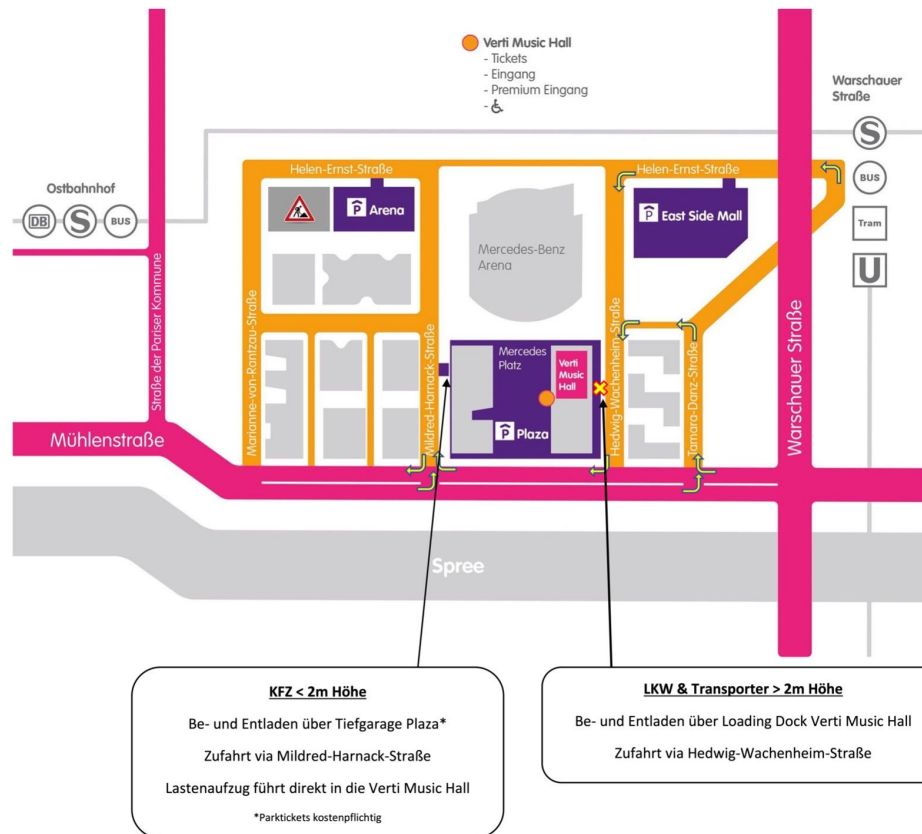 Verti Music Hall
- Tickets
- Eingang
- Premium Eingang
-
Warschauer
Straße
S
BUS
Tram
U
Ostbahnhof
DB S BUS
Helen-Ernst-Straße
Helen-Ernst-Straße
P Arena
P East Side Mall
Mercedes-Benz
Arena
Straße der Pariser Kommune
Marianne-von-Rantzau-Straße
Mildred-Harnack-Straße
Hedwig-Wachenheim-Straße
Tamara-Danz-Straße
Warschauer Straße
Mercedes
Platz
Verti
Music
Hall
P Plaza
Mühlenstraße
Spree
KFZ < 2m Höhe
Be- und Entladen über Tiefgarage Plaza*
Zufahrt via Mildred-Harnack-Straße
Lastenaufzug führt direkt in die Verti Music Hall
*Parktickets kostenpflichtig
LKW & Transporter > 2m Höhe
Be- und Entladen über Loading Dock Verti Music Hall
Zufahrt via Hedwig-Wachenheim-Straße